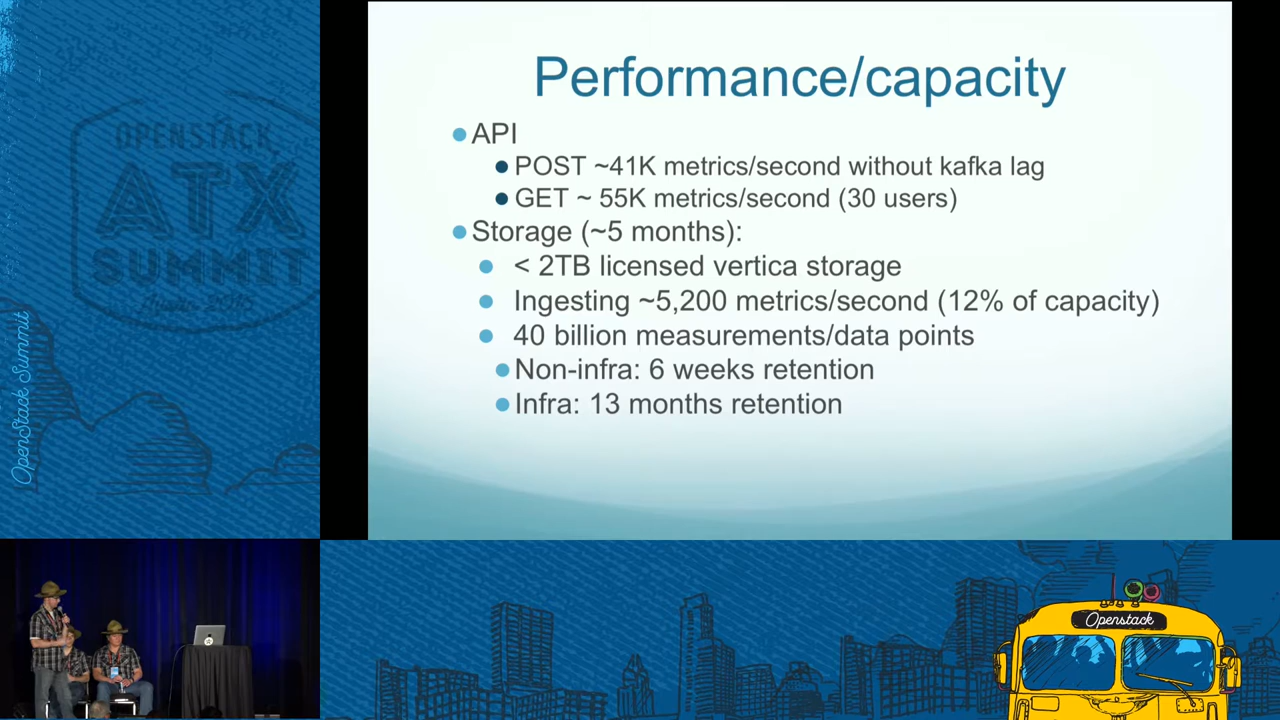 Performance/capacity
API
POST ~41K metrics/second without kafka lag
GET ~ 55K metrics/second (30 users)
Storage (~5 months):
< 2TB licensed vertica storage
Ingesting ~5,200 metrics/second (12% of capacity)
40 billion measurements/data points
Non-infra: 6 weeks retention
Infra: 13 months retention
OPENSTACK
ATX
SUMMIT
OpenStack Summit
Openstack